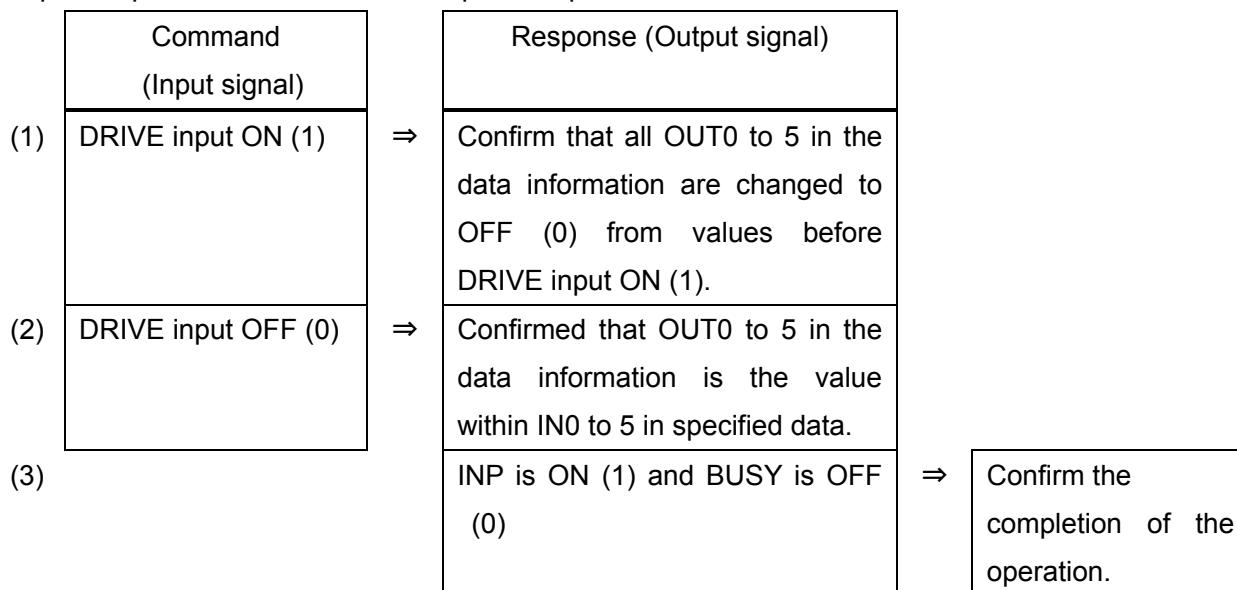 Command
(Input signal)
Response (Output signal)
(1) DRIVE input ON (1) ⇒ Confirm that all OUT0 to 5 in the
data information are changed to
OFF (0) from values before
DRIVE input ON (1).
(2) DRIVE input OFF (0) ⇒ Confirmed that OUT0 to 5 in the
data information is the value
within IN0 to 5 in specified data.
(3) INP is ON (1) and BUSY is OFF ⇒ Confirm the
(0) completion of the
operation.